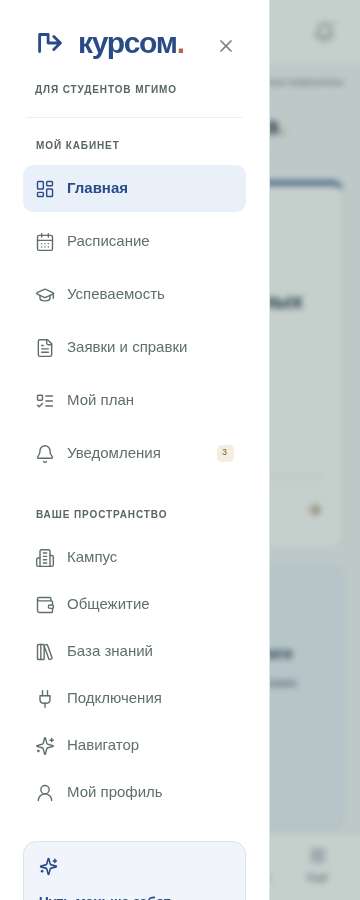 курсом.
ДЛЯ СТУДЕНТОВ МГИМО
МОЙ КАБИНЕТ
Главная
Расписание
Успеваемость
Заявки и справки
Мой план
Уведомления 3
ВАШЕ ПРОСТРАНСТВО
Кампус
Общежитие
База знаний
Подключения
Навигатор
Мой профиль